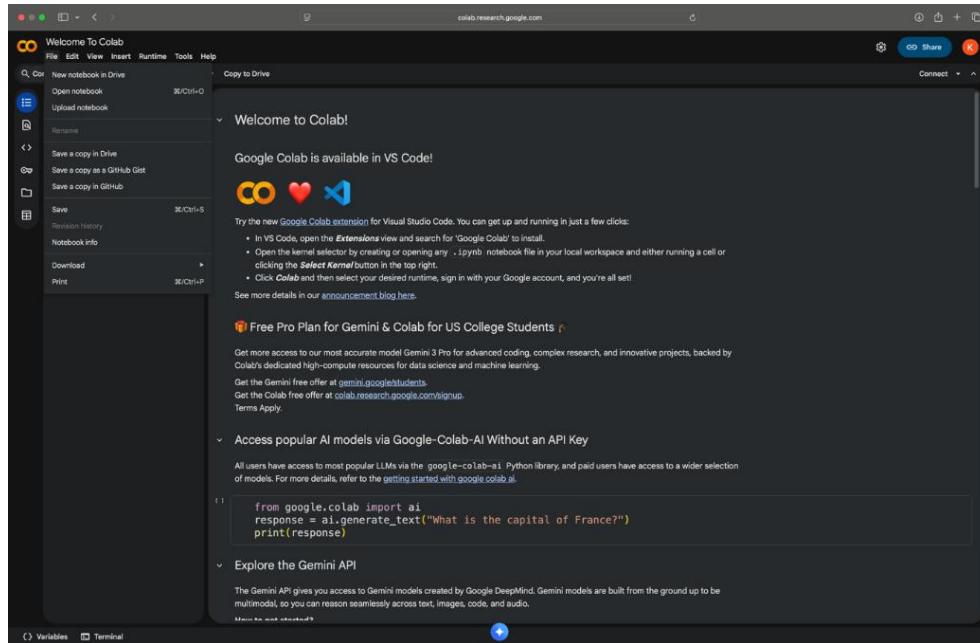 colab.research.google.com
Welcome To Colab
File Edit View Insert Runtime Tools Help
Share
K
Copy to Drive
Connect
New notebook in Drive
Open notebook ⌘/Ctrl+O
Upload notebook
Rename
Save a copy in Drive
Save a copy as a GitHub Gist
Save a copy in GitHub
Save ⌘/Ctrl+S
Revision history
Notebook info
Download
Print ⌘/Ctrl+P
Welcome to Colab!
Google Colab is available in VS Code!
Try the new Google Colab extension for Visual Studio Code. You can get up and running in just a few clicks:
• In VS Code, open the Extensions view and search for 'Google Colab' to install.
• Open the kernel selector by creating or opening any .ipynb notebook file in your local workspace and either running a cell or
clicking the Select Kernel button in the top right.
• Click Colab and then select your desired runtime, sign in with your Google account, and you're all set!
See more details in our announcement blog here.
🎁 Free Pro Plan for Gemini & Colab for US College Students 🎓
Get more access to our most accurate model Gemini 3 Pro for advanced coding, complex research, and innovative projects, backed by
Colab's dedicated high-compute resources for data science and machine learning.
Get the Gemini free offer at gemini.google/students.
Get the Colab free offer at colab.research.google.com/signup.
Terms Apply.
Access popular AI models via Google-Colab-AI Without an API Key
All users have access to most popular LLMs via the google-colab-ai Python library, and paid users have access to a wider selection
of models. For more details, refer to the getting started with google colab ai.
[ ]
from google.colab import ai
response = ai.generate_text("What is the capital of France?")
print(response)
Explore the Gemini API
The Gemini API gives you access to Gemini models created by Google DeepMind. Gemini models are built from the ground up to be
multimodal, so you can reason seamlessly across text, images, code, and audio.
How to get started?
Variables Terminal